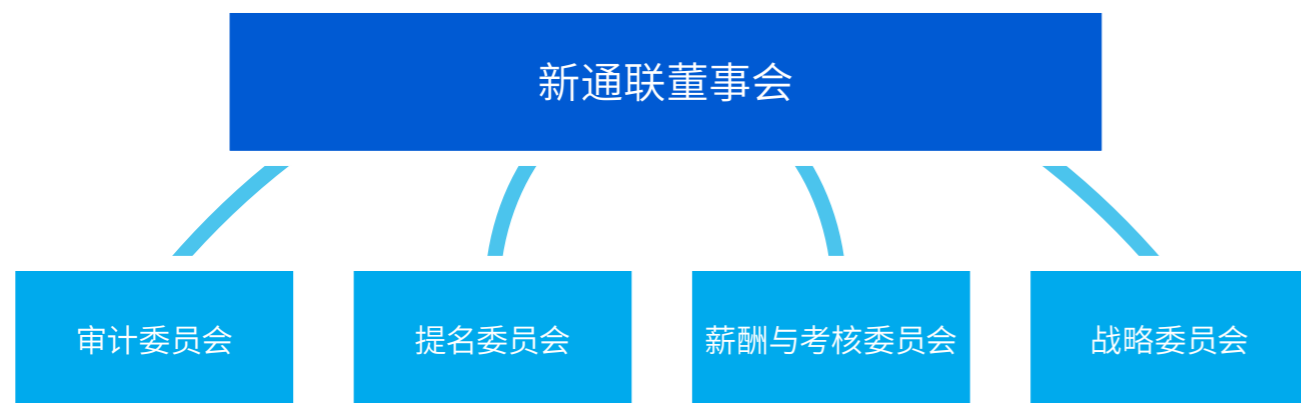 新通联董事会
审计委员会
提名委员会
薪酬与考核委员会
战略委员会